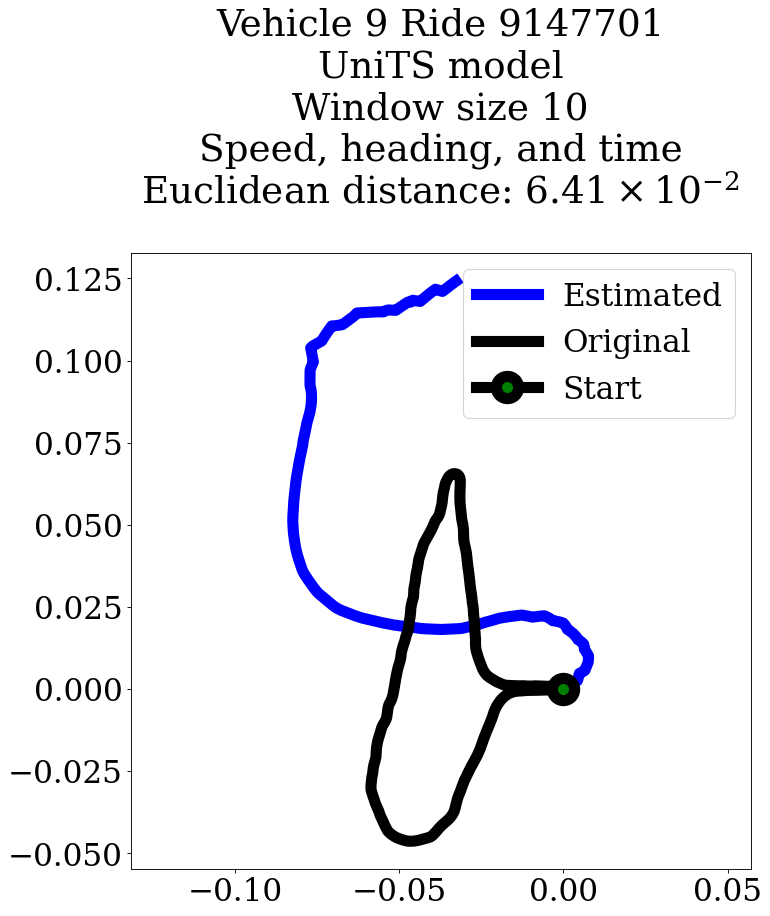 Vehicle 9 Ride 9147701
UniTS model
Window size 10
Speed, heading, and time
Euclidean distance: 6.41 × 10⁻²
Estimated
Original
Start
0.125
0.100
0.075
0.050
0.025
0.000
−0.025
−0.050
−0.10 −0.05 0.00 0.05